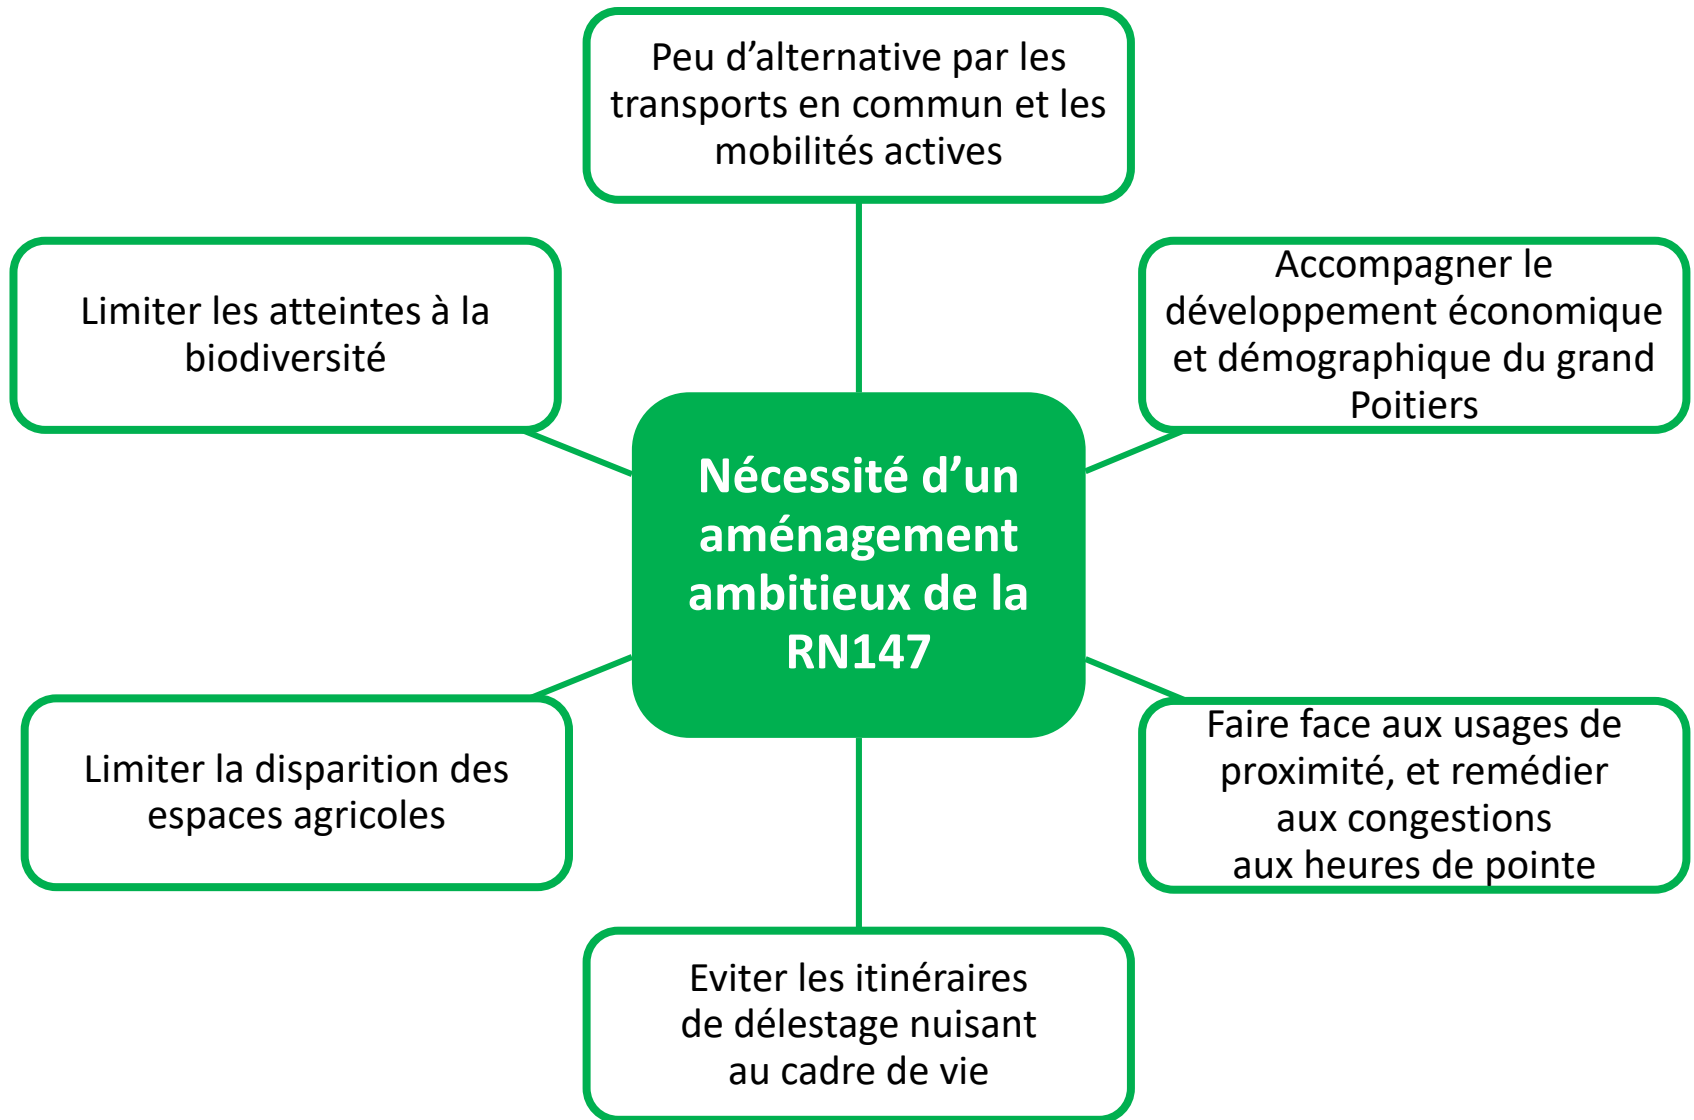 Peu d’alternative par les
transports en commun et les
mobilités actives
Limiter les atteintes à la
biodiversité
Accompagner le
développement économique
et démographique du grand
Poitiers
Nécessité d’un
aménagement
ambitieux de la
RN147
Limiter la disparition des
espaces agricoles
Faire face aux usages de
proximité, et remédier
aux congestions
aux heures de pointe
Eviter les itinéraires
de délestage nuisant
au cadre de vie